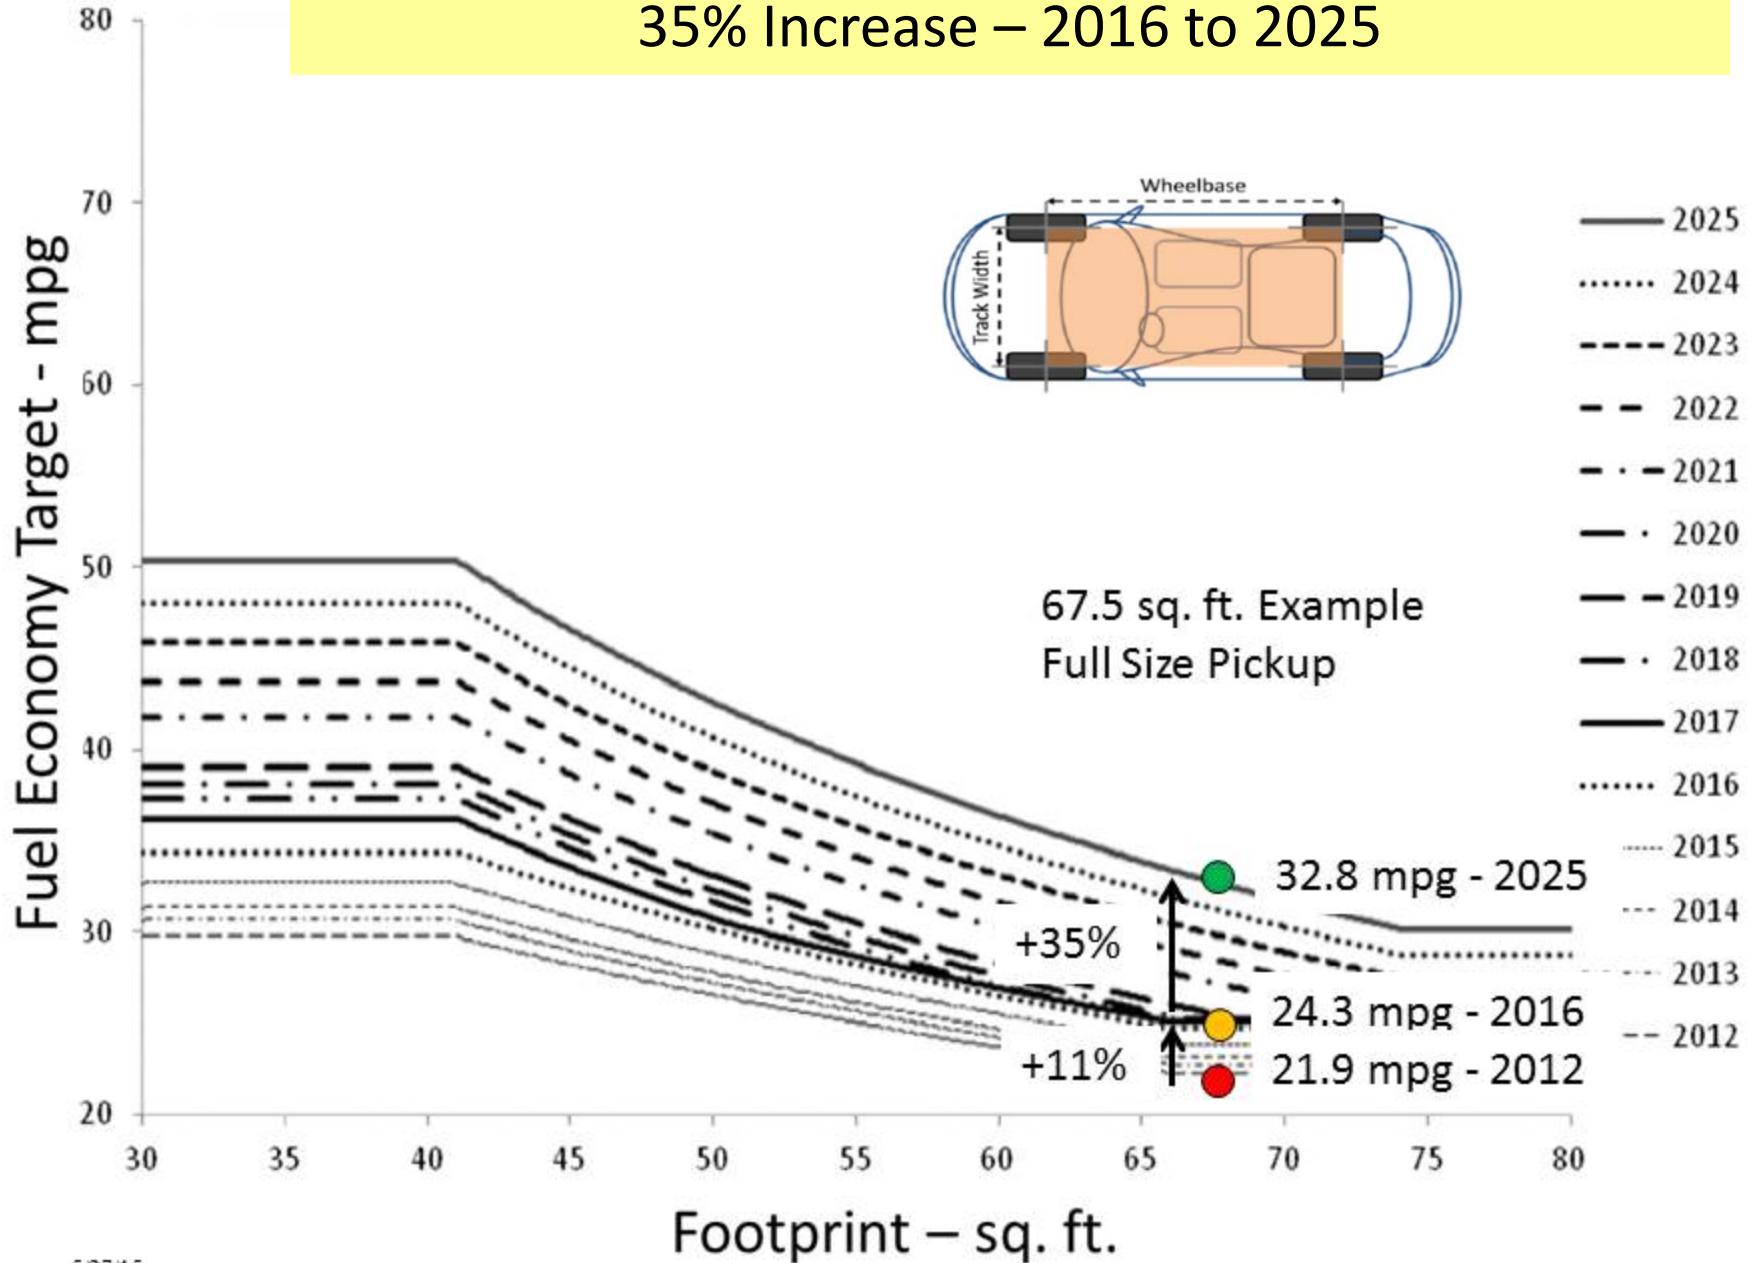 35% Increase – 2016 to 2025
80
70
60
50
40
30
20
Fuel Economy Target - mpg
Wheelbase
Track Width
67.5 sq. ft. Example
Full Size Pickup
2025
2024
2023
2022
2021
2020
2019
2018
2017
2016
2015
2014
2013
2012
32.8 mpg - 2025
+35%
24.3 mpg - 2016
+11%
21.9 mpg - 2012
30 35 40 45 50 55 60 65 70 75 80
Footprint – sq. ft.